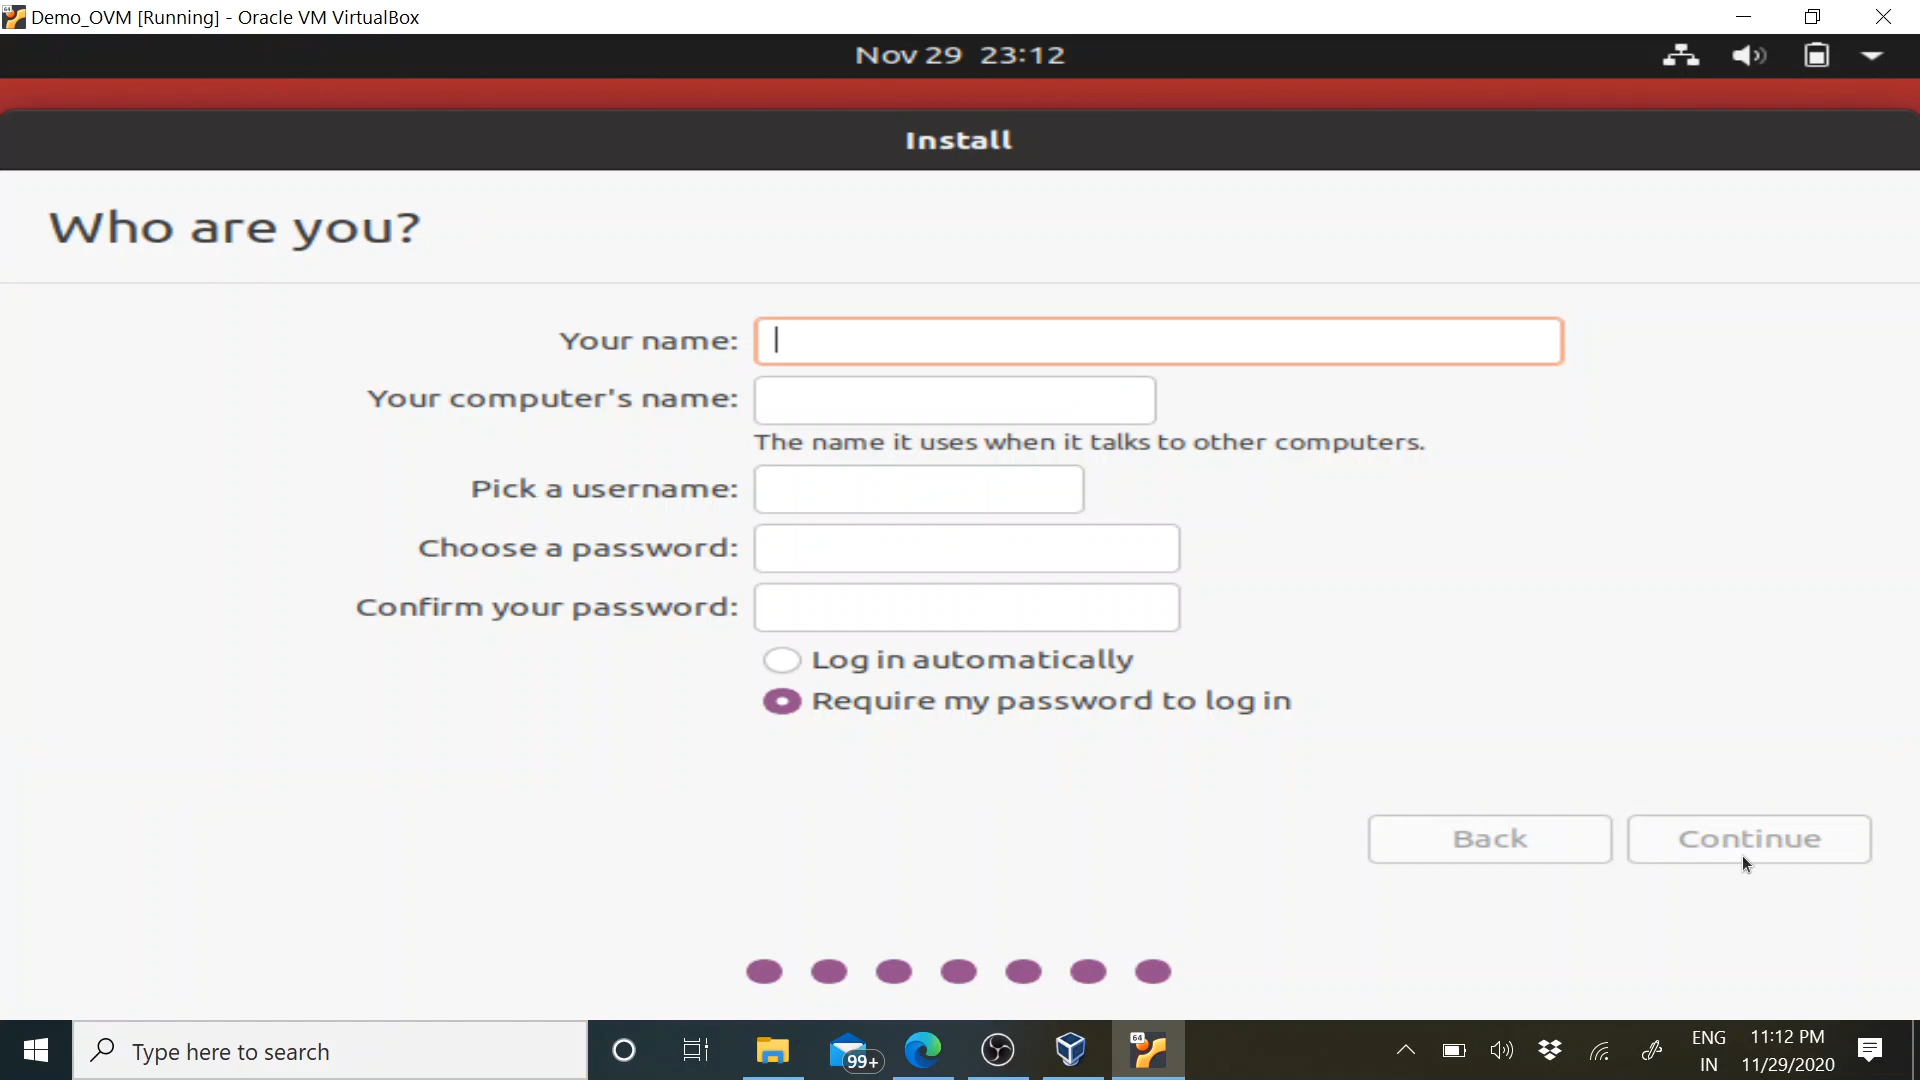 Demo_OVM [Running] - Oracle VM VirtualBox
Nov 29 23:12
Install
Who are you?
Your name:
Your computer's name:
The name it uses when it talks to other computers.
Pick a username:
Choose a password:
Confirm your password:
Log in automatically
Require my password to log in
Back Continue
Type here to search
99+
64
ENG
IN
11:12 PM
11/29/2020